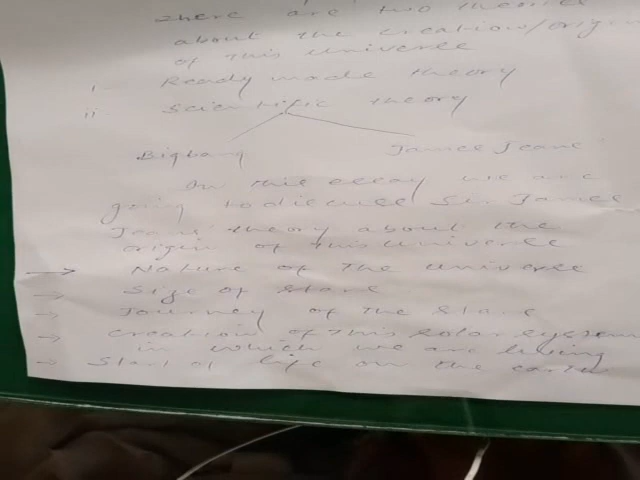 There are two theories
about the creation/origin
of this universe
i- Ready made theory
ii- Scientific theory
Bigbang James Jeans'
In this essay we are
going to discuss Sir James
Jeans' theory about the
origin of this universe
→ Nature of the universe
→ Size of stars
→ Journey of the stars
→ Creation of this solar system
in which we are living
→ Start of life on the earth